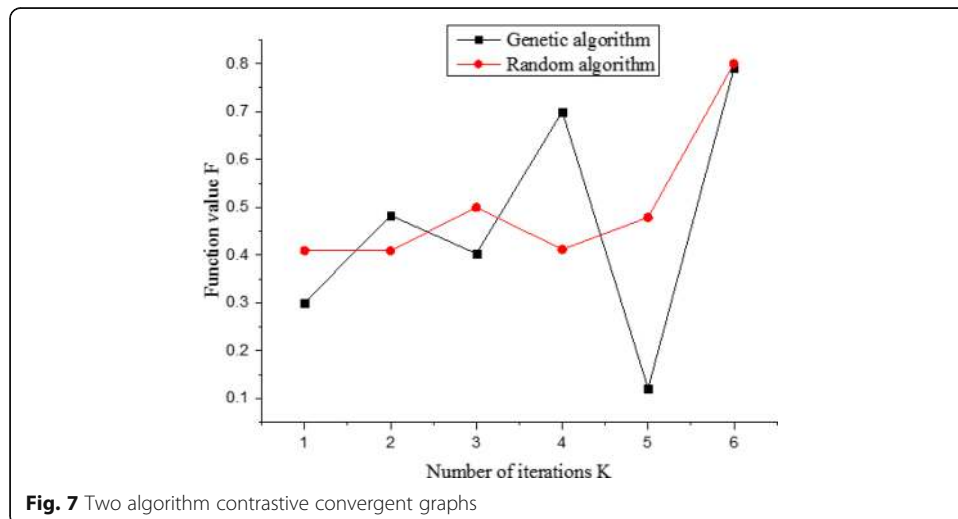 Genetic algorithm
Random algorithm
0.8
0.7
0.6
0.5
0.4
0.3
0.2
0.1
Function value F
1 2 3 4 5 6
Number of iterations K
Fig. 7 Two algorithm contrastive convergent graphs